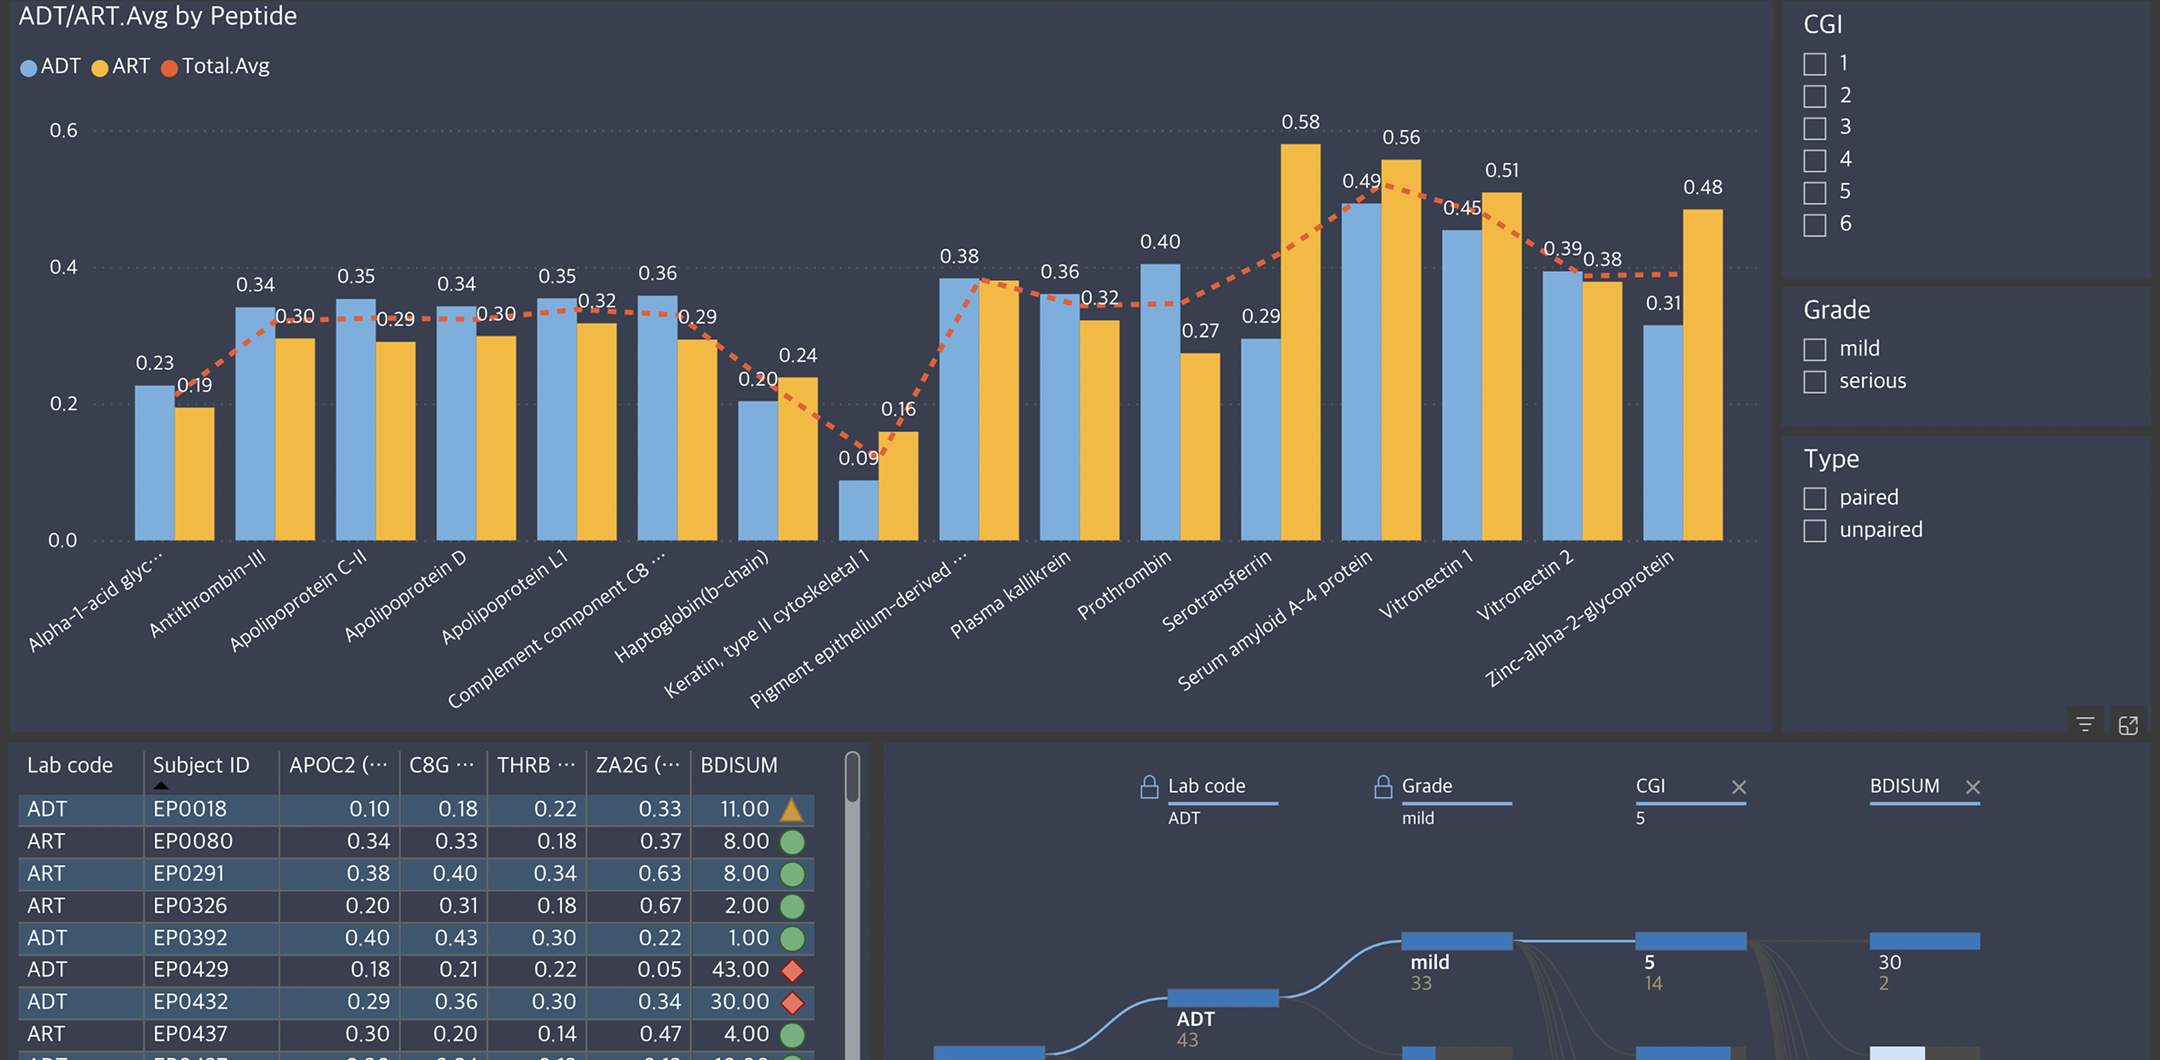 ADT/ART.Avg by Peptide
ADT ART Total.Avg
0.6
0.4
0.2
0.0
0.23 0.19
0.34 0.30
0.35 0.29
0.34 0.30
0.35 0.32
0.36 0.29
0.20 0.24
0.09 0.16
0.38
0.36 0.32
0.40 0.27
0.29 0.58
0.49 0.56
0.45 0.51
0.39 0.38
0.31 0.48
Alpha-1-acid glyc...
Antithrombin-III
Apolipoprotein C-II
Apolipoprotein D
Apolipoprotein L1
Complement component C8 ...
Haptoglobin(b-chain)
Keratin, type II cytoskeletal 1
Pigment epithelium-derived ...
Plasma kallikrein
Prothrombin
Serotransferrin
Serum amyloid A-4 protein
Vitronectin 1
Vitronectin 2
Zinc-alpha-2-glycoprotein
CGI
1
2
3
4
5
6
Grade
mild
serious
Type
paired
unpaired
Lab code Subject ID APOC2 (... C8G ... THRB ... ZA2G (... BDISUM
ADT EP0018 0.10 0.18 0.22 0.33 11.00
ART EP0080 0.34 0.33 0.18 0.37 8.00
ART EP0291 0.38 0.40 0.34 0.63 8.00
ART EP0326 0.20 0.31 0.18 0.67 2.00
ADT EP0392 0.40 0.43 0.30 0.22 1.00
ADT EP0429 0.18 0.21 0.22 0.05 43.00
ADT EP0432 0.29 0.36 0.30 0.34 30.00
ART EP0437 0.30 0.20 0.14 0.47 4.00
Lab code Grade CGI BDISUM
ADT mild 5
mild
33
5
14
30
2
ADT
43